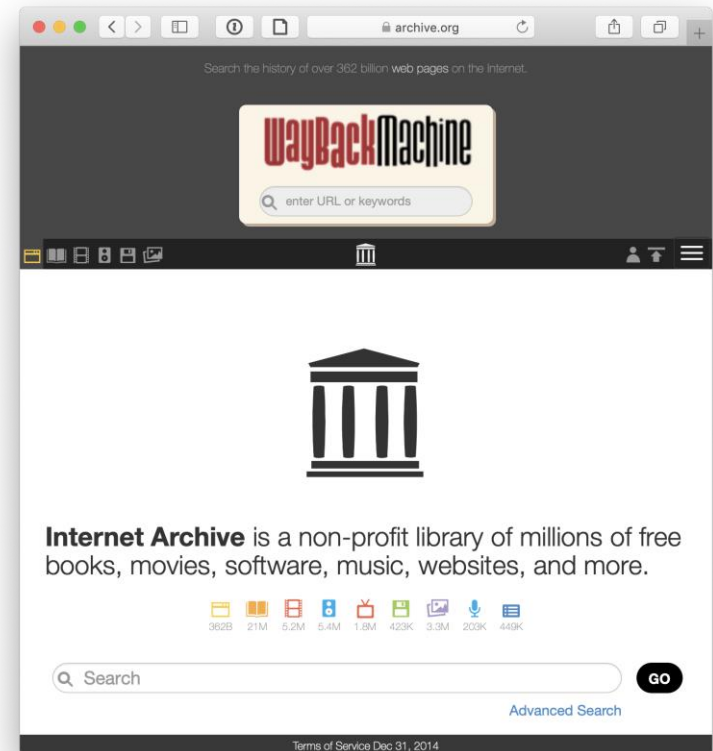 archive.org
Search the history of over 362 billion web pages on the Internet.
WayBackMachine
enter URL or keywords
Internet Archive is a non-profit library of millions of free
books, movies, software, music, websites, and more.
362B 21M 5.2M 5.4M 1.8M 423K 3.3M 203K 449K
Search GO
Advanced Search
Terms of Service Dec 31, 2014